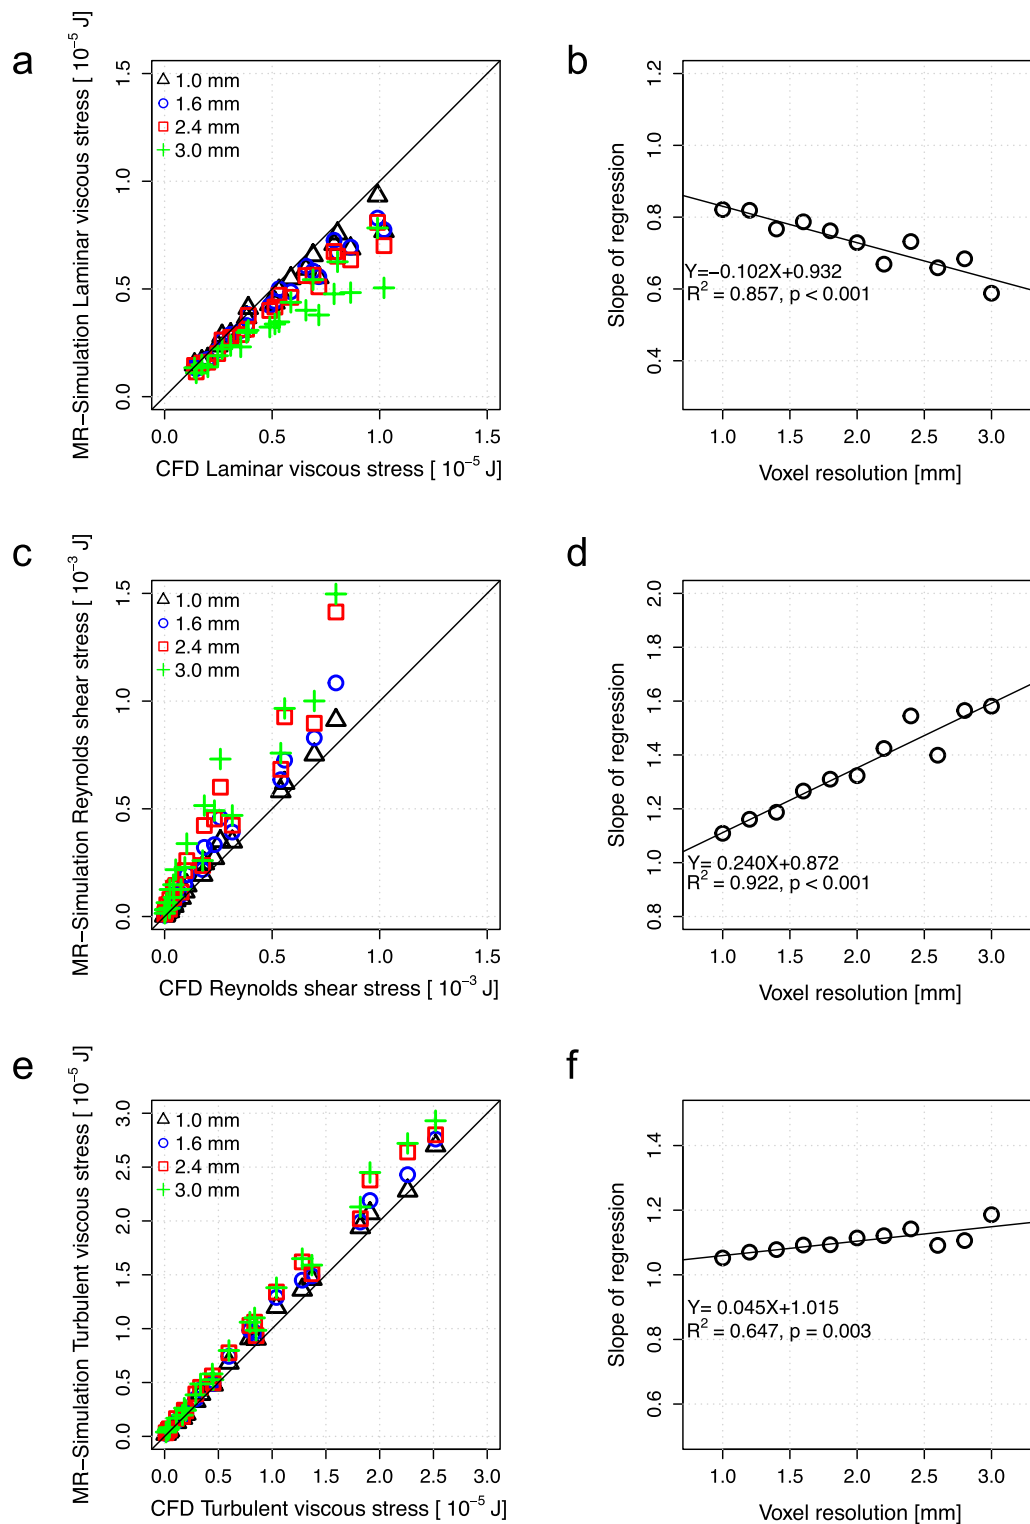 a
MR−Simulation Laminar viscous stress [ 10−5 J]
1.5
1.0
0.5
0.0
1.0 mm
1.6 mm
2.4 mm
3.0 mm
0.0 0.5 1.0 1.5
CFD Laminar viscous stress [ 10−5 J]
b
Slope of regression
1.2
1.0
0.8
0.6
0.4
Y=−0.102X+0.932
R2 = 0.857, p < 0.001
1.0 1.5 2.0 2.5 3.0
Voxel resolution [mm]
c
MR−Simulation Reynolds shear stress [ 10−3 J]
1.5
1.0
0.5
0.0
1.0 mm
1.6 mm
2.4 mm
3.0 mm
0.0 0.5 1.0 1.5
CFD Reynolds shear stress [ 10−3 J]
d
Slope of regression
2.0
1.8
1.6
1.4
1.2
1.0
0.8
Y= 0.240X+0.872
R2 = 0.922, p < 0.001
1.0 1.5 2.0 2.5 3.0
Voxel resolution [mm]
e
MR−Simulation Turbulent viscous stress [ 10−5 J]
3.0
2.5
2.0
1.5
1.0
0.5
0.0
1.0 mm
1.6 mm
2.4 mm
3.0 mm
0.0 0.5 1.0 1.5 2.0 2.5 3.0
CFD Turbulent viscous stress [ 10−5 J]
f
Slope of regression
1.4
1.2
1.0
0.8
0.6
Y= 0.045X+1.015
R2 = 0.647, p = 0.003
1.0 1.5 2.0 2.5 3.0
Voxel resolution [mm]